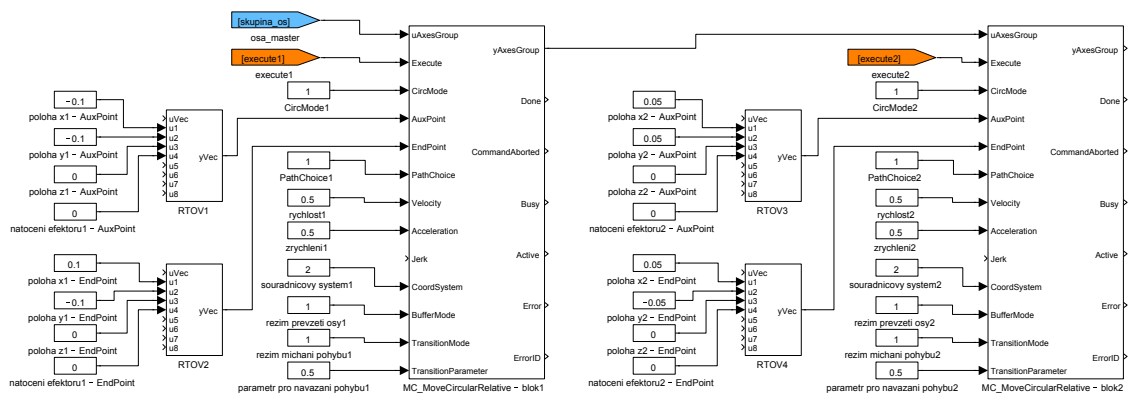 [skupina_os]
osa_master
[execute1]
execute1
1
CircMode1
-0.1
poloha x1 - AuxPoint
-0.1
poloha y1 - AuxPoint
0
poloha z1 - AuxPoint
0
natoceni efektoru1 - AuxPoint
uVec
u1
u2
u3
u4
u5
u6
u7
u8
yVec
RTOV1
1
PathChoice1
0.5
rychlost1
0.5
zrychleni1
2
souradnicovy system1
1
rezim prevzeti osy1
1
rezim michani pohybu1
0.5
parametr pro navazani pohybu1
0.1
poloha x1 - EndPoint
-0.1
poloha y1 - EndPoint
0
poloha z1 - EndPoint
0
natoceni efektoru1 - EndPoint
uVec
u1
u2
u3
u4
u5
u6
u7
u8
yVec
RTOV2
uAxesGroup
Execute
CircMode
AuxPoint
EndPoint
PathChoice
Velocity
Acceleration
Jerk
CoordSystem
BufferMode
TransitionMode
TransitionParameter
yAxesGroup
Done
CommandAborted
Busy
Active
Error
ErrorID
MC_MoveCircularRelative - blok1
[execute2]
execute2
1
CircMode2
0.05
poloha x2 - AuxPoint
0.05
poloha y2 - AuxPoint
0
poloha z2 - AuxPoint
0
natoceni efektoru2 - AuxPoint
uVec
u1
u2
u3
u4
u5
u6
u7
u8
yVec
RTOV3
1
PathChoice2
0.5
rychlost2
0.5
zrychleni2
2
souradnicovy system2
1
rezim prevzeti osy2
1
rezim michani pohybu2
0.5
parametr pro navazani pohybu2
0.05
poloha x2 - EndPoint
-0.05
poloha y2 - EndPoint
0
poloha z2 - EndPoint
0
natoceni efektoru2 - EndPoint
uVec
u1
u2
u3
u4
u5
u6
u7
u8
yVec
RTOV4
uAxesGroup
Execute
CircMode
AuxPoint
EndPoint
PathChoice
Velocity
Acceleration
Jerk
CoordSystem
BufferMode
TransitionMode
TransitionParameter
yAxesGroup
Done
CommandAborted
Busy
Active
Error
ErrorID
MC_MoveCircularRelative - blok2